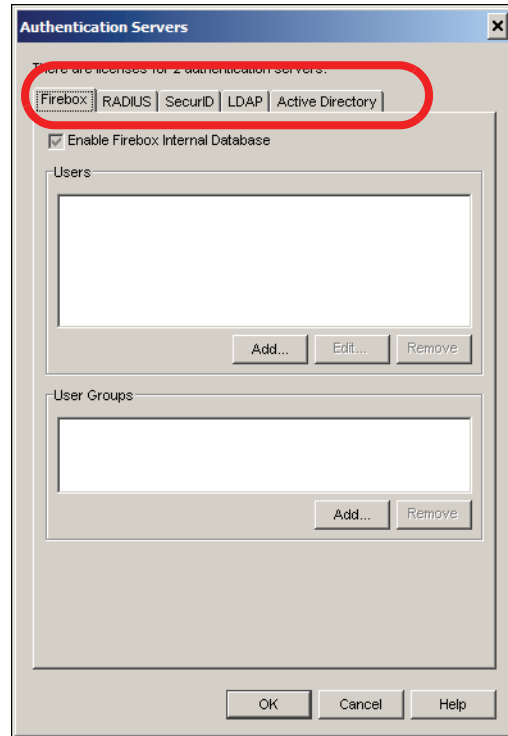 Authentication Servers
There are licenses for 2 authentication servers.
Firebox RADIUS SecurID LDAP Active Directory
Enable Firebox Internal Database
Users
Add... Edit... Remove
User Groups
Add... Remove
OK Cancel Help